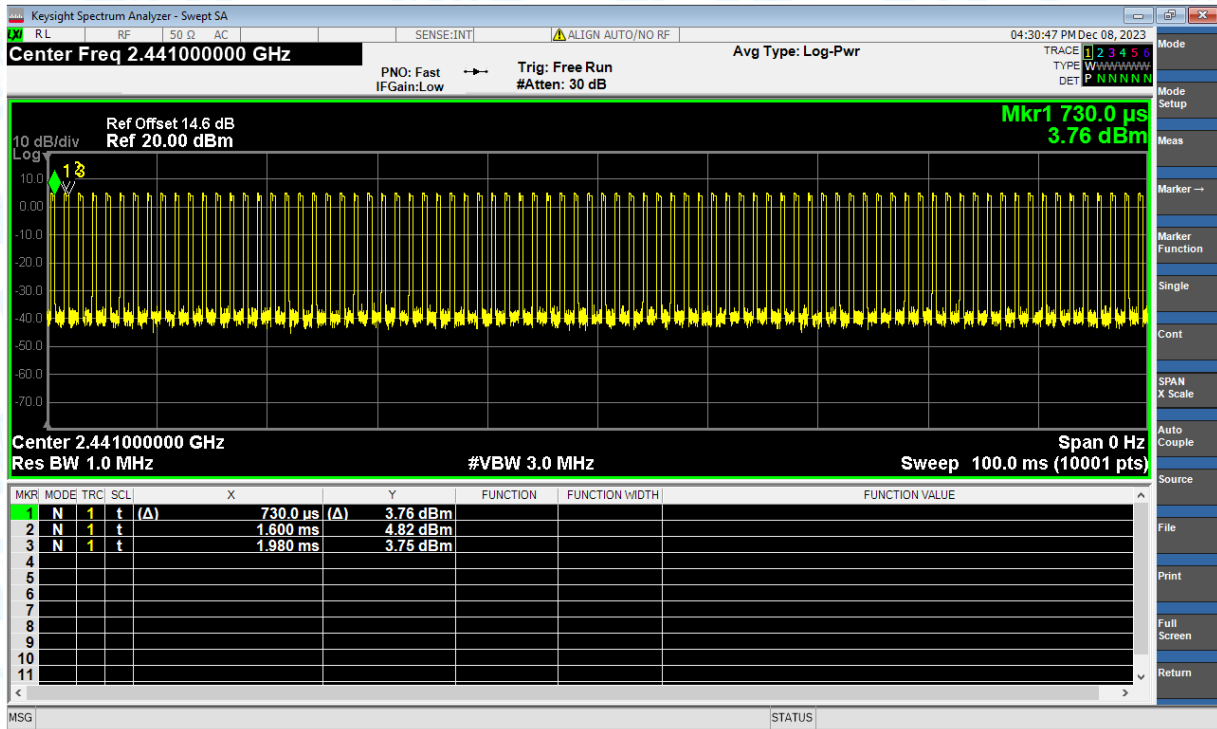 Keysight Spectrum Analyzer - Swept SA
LXI RL RF 50 Ω AC SENSE:INT ALIGN AUTO/NO RF 04:30:47 PM Dec 08, 2023
Center Freq 2.441000000 GHz Avg Type: Log-Pwr TRACE 1 2 3 4 5 6
PNO: Fast Trig: Free Run TYPE WWWWWW
IFGain:Low #Atten: 30 dB DET P N N N N N
Mkr1 730.0 µs
Ref Offset 14.6 dB
10 dB/div Ref 20.00 dBm 3.76 dBm
Log
1 2 3
10.0
0.00
-10.0
-20.0
-30.0
-40.0
-50.0
-60.0
-70.0
Center 2.441000000 GHz Span 0 Hz
Res BW 1.0 MHz #VBW 3.0 MHz Sweep 100.0 ms (10001 pts)
MKR MODE TRC SCL X Y FUNCTION FUNCTION WIDTH FUNCTION VALUE
1 N 1 t (Δ) 730.0 µs (Δ) 3.76 dBm
2 N 1 t 1.600 ms 4.82 dBm
3 N 1 t 1.980 ms 3.75 dBm
4
5
6
7
8
9
10
11
MSG STATUS
Mode
Mode
Setup
Meas
Marker →
Marker
Function
Single
Cont
SPAN
X Scale
Auto
Couple
Source
File
Print
Full
Screen
Return